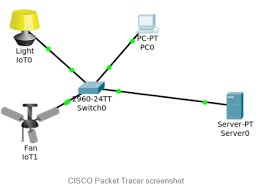 Light
IoT0
PC-PT
PC0
2960-24TT
Switch0
Server-PT
Server0
Fan
IoT1
CISCO Packet Tracer screenshot